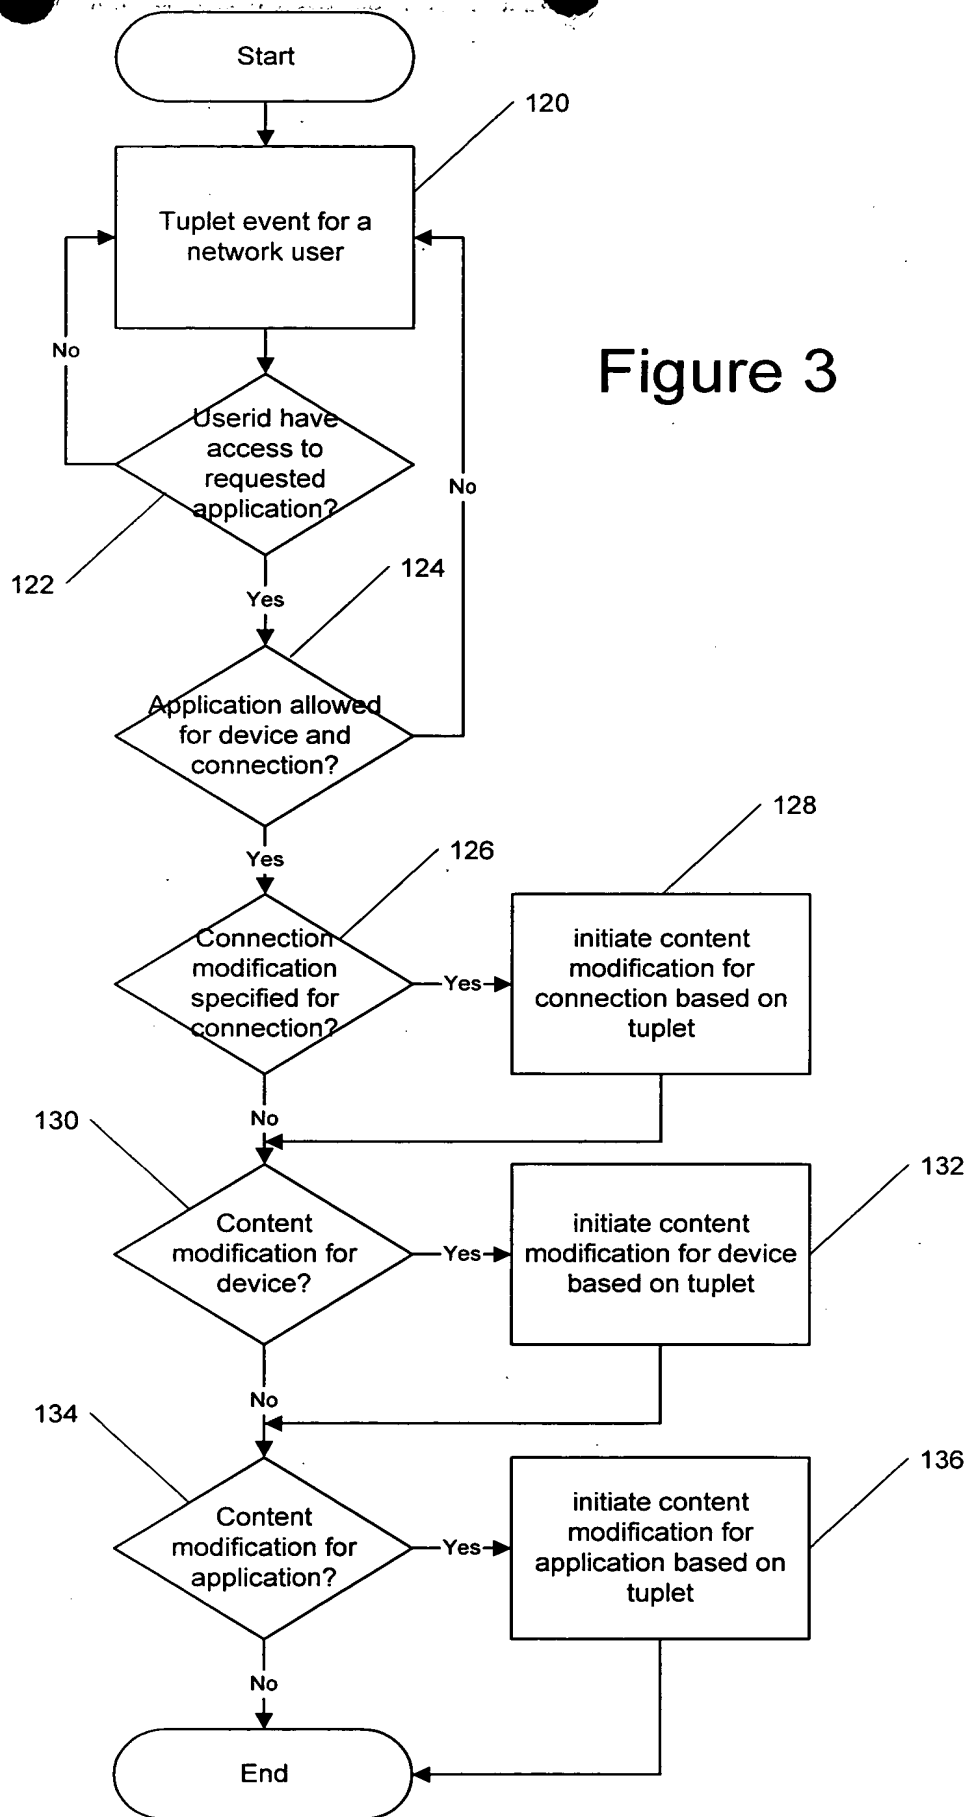 Start
120
Tuplet event for a
network user
No
Figure 3
Userid have
access to
requested
application?
No
122
124
Yes
Application allowed
for device and
connection?
128
Yes
126
Connection
modification
specified for
connection?
Yes
initiate content
modification for
connection based on
tuplet
No
130
132
Content
modification for
device?
Yes
initiate content
modification for device
based on tuplet
No
134
136
Content
modification for
application?
Yes
initiate content
modification for
application based on
tuplet
No
End